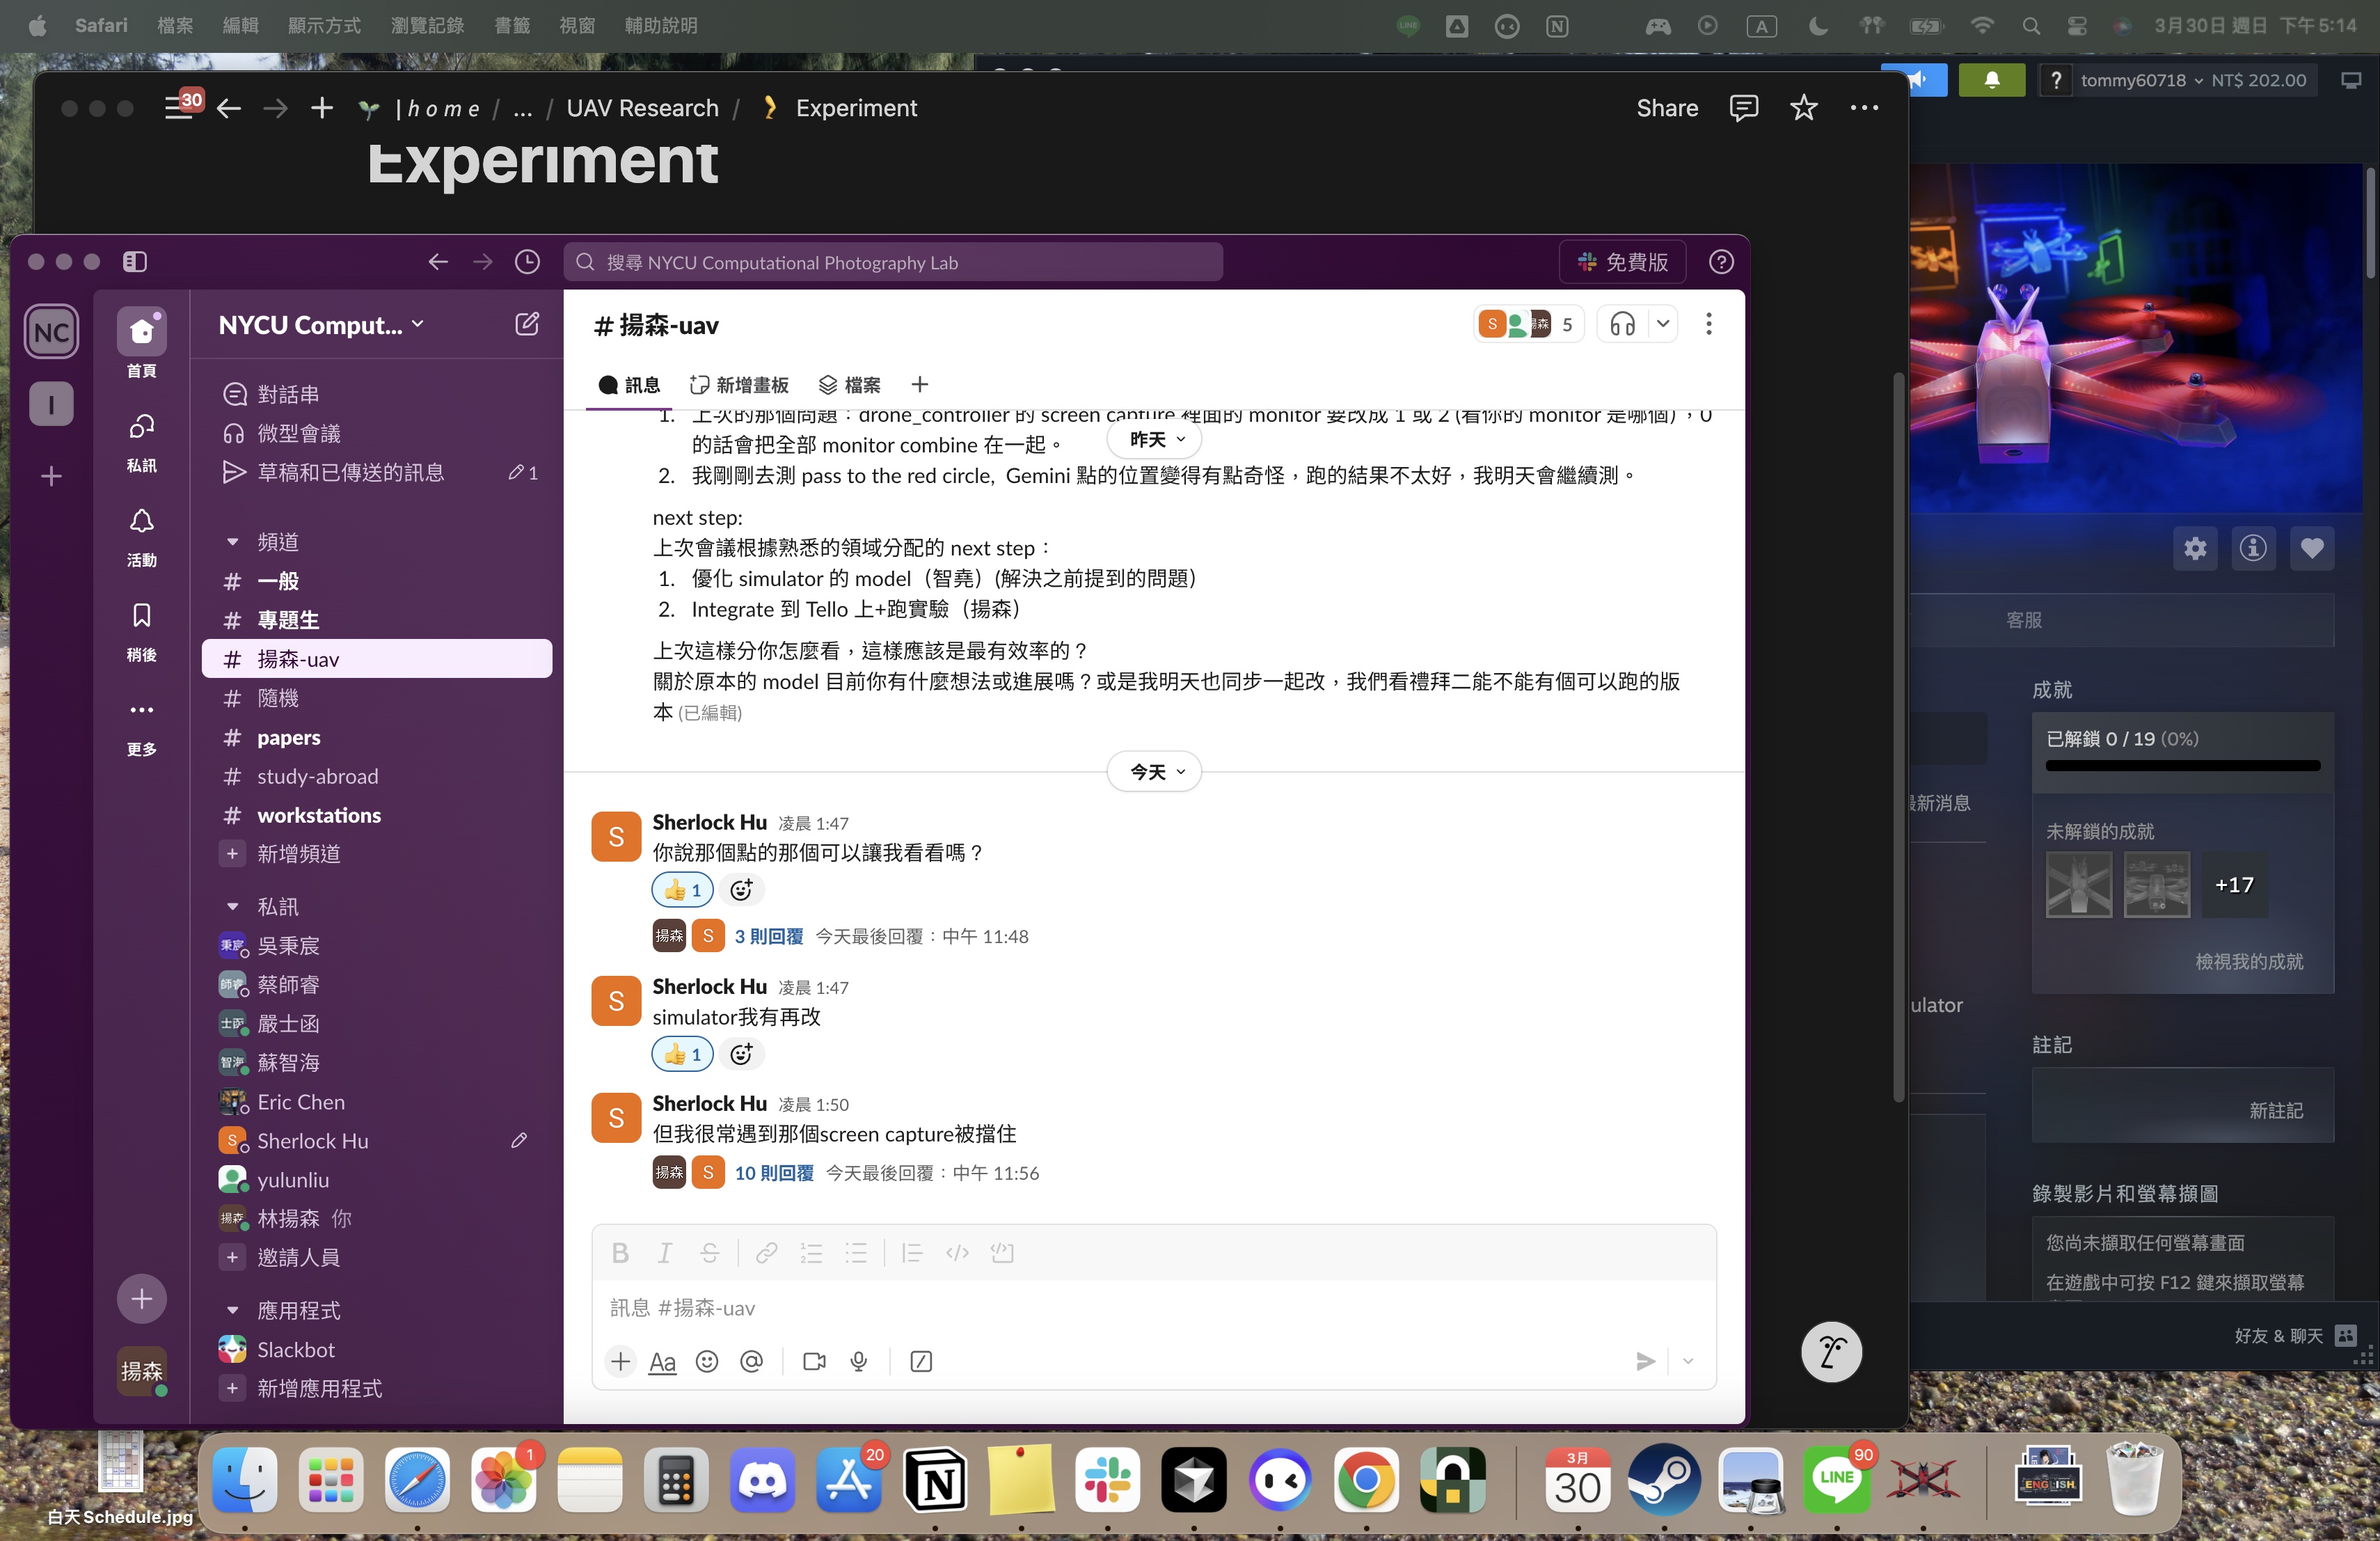 Safari 檔案 編輯 顯示方式 瀏覽記錄 書籤 視窗 輔助說明
LINE
A
3月30日 週日 下午5:14
30
|home / ... / UAV Research / Experiment
Share
Experiment
? tommy60718 NT$ 202.00
搜尋 NYCU Computational Photography Lab
免費版
NC
I
首頁
私訊
活動
稍後
更多
揚森
NYCU Comput...
對話串
微型會議
草稿和已傳送的訊息 1
頻道
# 一般
# 專題生
# 揚森-uav
# 隨機
# papers
# study-abroad
# workstations
新增頻道
私訊
吳秉宸
蔡師睿
嚴士函
蘇智海
Eric Chen
S Sherlock Hu
yulunliu
林揚森 你
邀請人員
應用程式
Slackbot
新增應用程式
# 揚森-uav
S 揚森 5
訊息 新增畫板 檔案
1. 上次的那個問題：drone_controller 的 screen capture 裡面的 monitor 要改成 1 或 2 (看你的 monitor 是哪個)，0
的話會把全部 monitor combine 在一起。
昨天
2. 我剛剛去測 pass to the red circle, Gemini 點的位置變得有點奇怪，跑的結果不太好，我明天會繼續測。
next step:
上次會議根據熟悉的領域分配的 next step：
1. 優化 simulator 的 model（智堯）(解決之前提到的問題)
2. Integrate 到 Tello 上+跑實驗（揚森）
上次這樣分你怎麼看，這樣應該是最有效率的？
關於原本的 model 目前你有什麼想法或進展嗎？或是我明天也同步一起改，我們看禮拜二能不能有個可以跑的版
本 (已編輯)
今天
S
Sherlock Hu 凌晨 1:47
你說那個點的那個可以讓我看看嗎？
1
揚森 S 3 則回覆 今天最後回覆：中午 11:48
S
Sherlock Hu 凌晨 1:47
simulator我有再改
1
S
Sherlock Hu 凌晨 1:50
但我很常遇到那個screen capture被擋住
揚森 S 10 則回覆 今天最後回覆：中午 11:56
訊息 #揚森-uav
Aa
客服
成就
已解鎖 0 / 19 (0%)
最新消息
未解鎖的成就
+17
檢視我的成就
ulator
註記
新註記
錄製影片和螢幕擷圖
您尚未擷取任何螢幕畫面
在遊戲中可按 F12 鍵來擷取螢幕
好友 & 聊天
白天Schedule.jpg
1
20
3月
30
LINE
90
ENGLISH